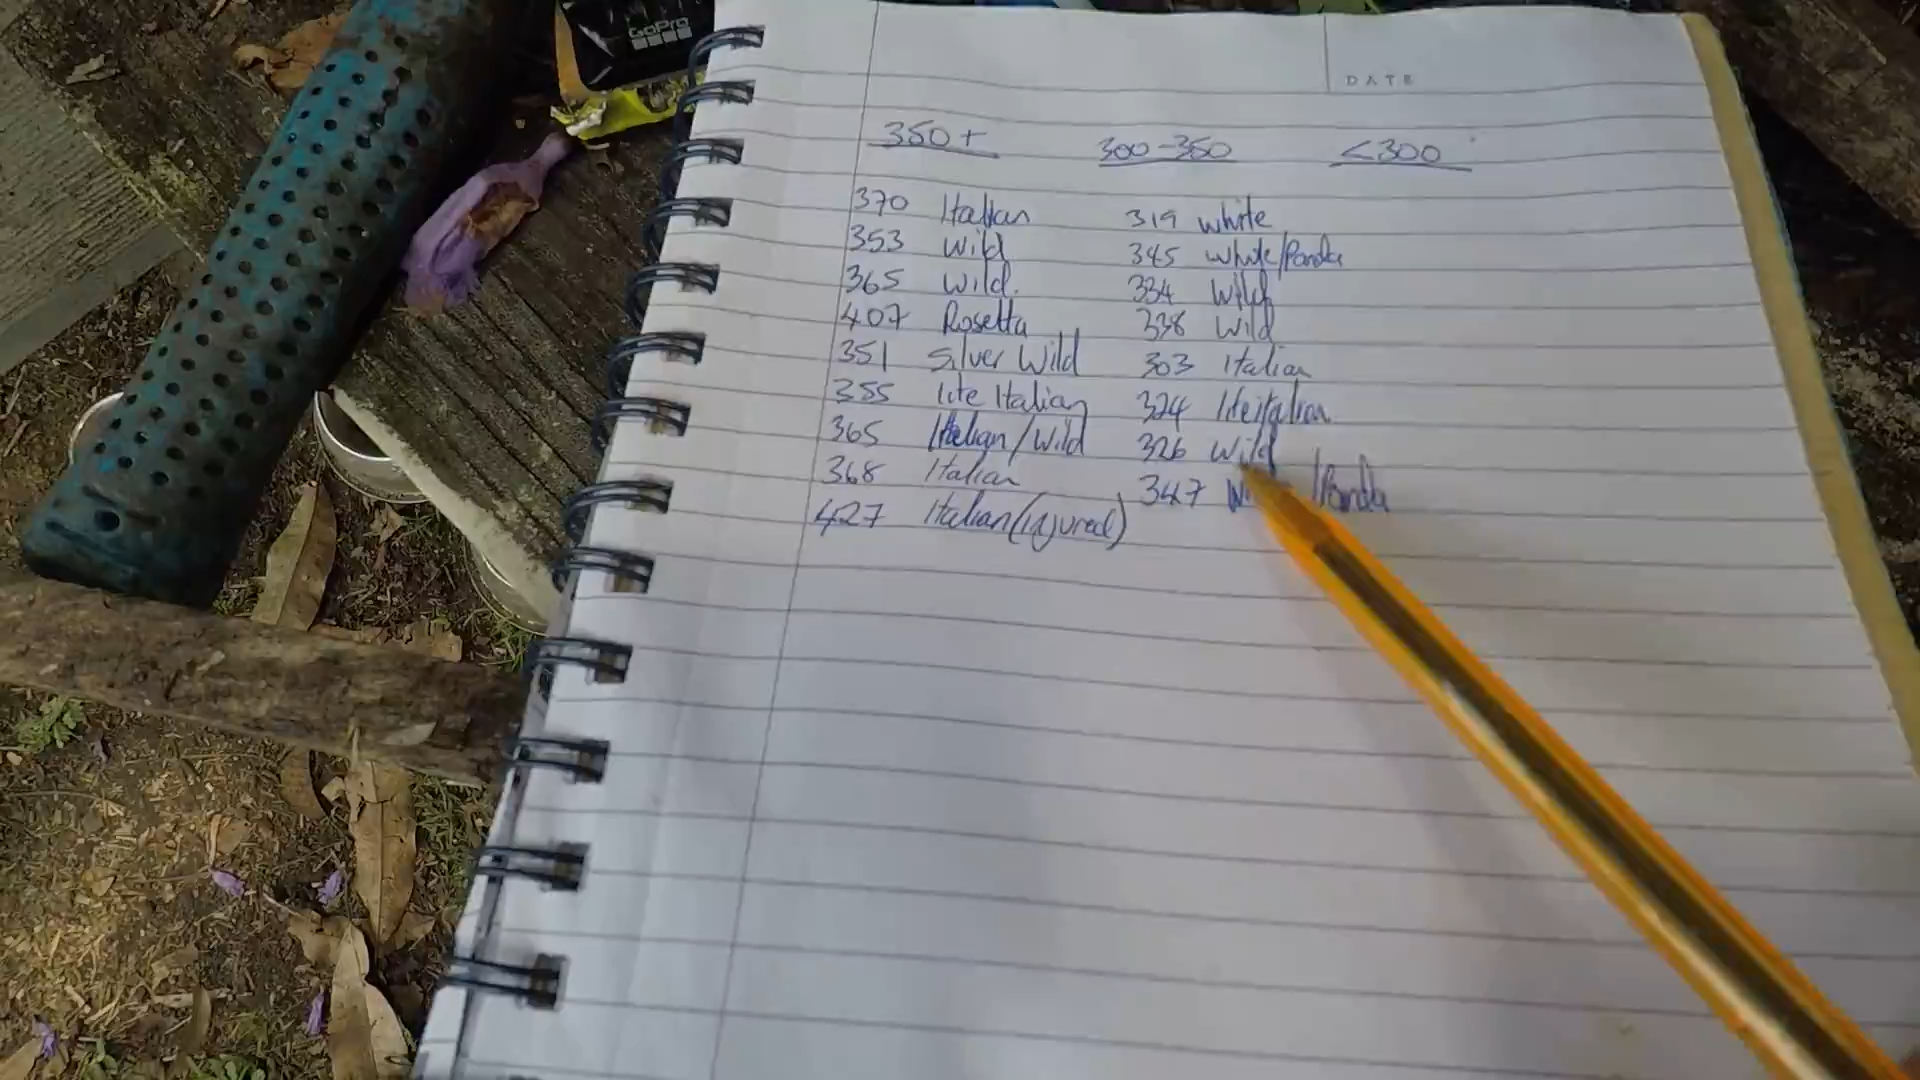 GoPro
DATE
350+ 300-350 <300
370 Italian 319 white
353 Wild 345 white/Panda
365 Wild. 334 Wild
407 Rosetta 338 Wild
351 Silver Wild 303 Italian
355 lite Italian 324 lite italian
365 Italian/Wild 326 Wild
368 Italian 347 /Panda
427 Italian (injured)